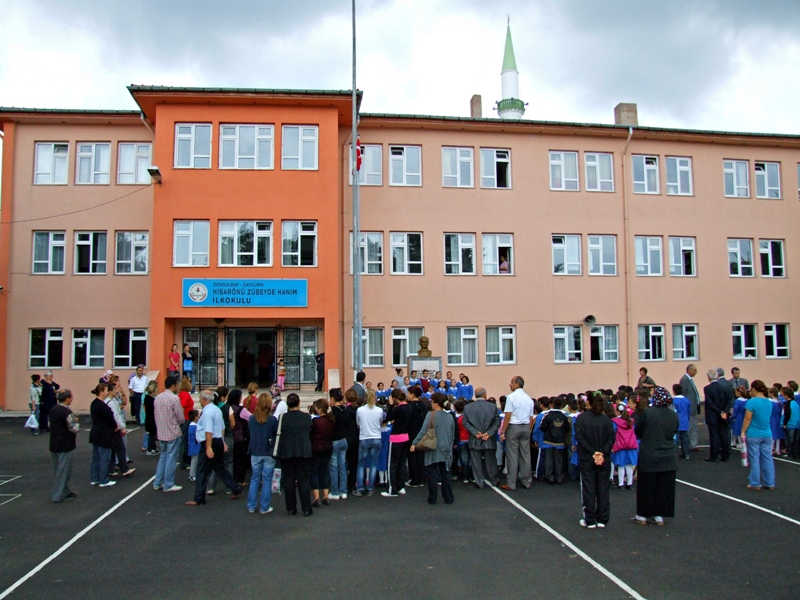 ZONGULDAK - ÇAYCUMA
HİSARÖNÜ ZÜBEYDE HANIM
İLKOKULU